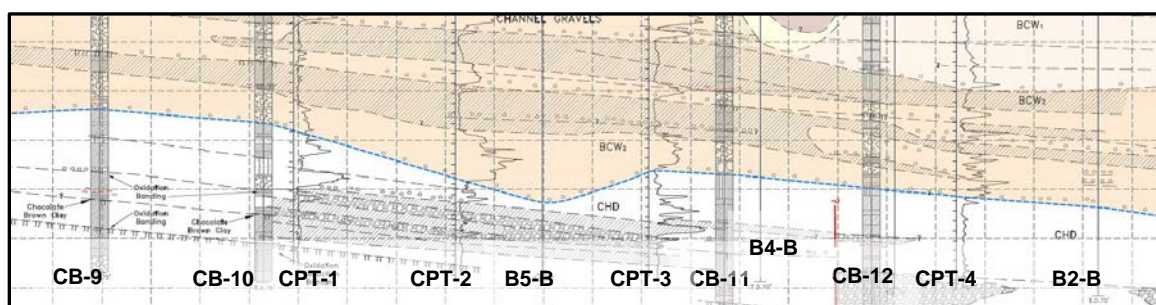 CHANNEL GRAVELS
BCW₁
BCW₂
BCW₃
Oxidation
Banding
Chocolate
Brown Clay
Oxidation
Banding
Chocolate
Brown Clay
CHD
CHD
Oxidation
B4-B
CB-9 CB-10 CPT-1 CPT-2 B5-B CPT-3 CB-11 CB-12 CPT-4 B2-B